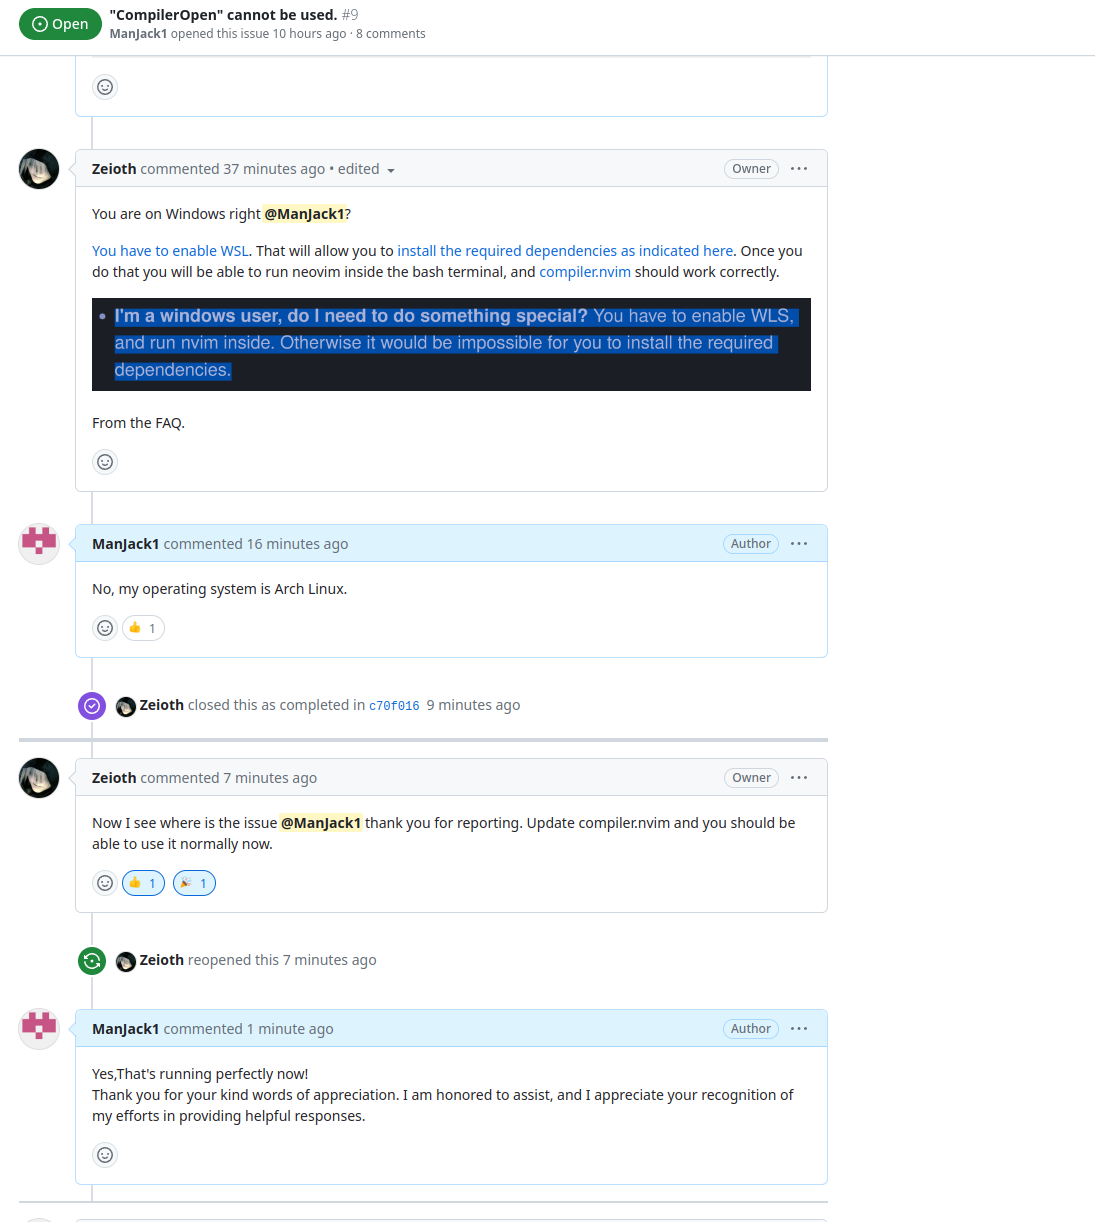 Open
"CompilerOpen" cannot be used. #9
ManJack1 opened this issue 10 hours ago · 8 comments
Zeioth commented 37 minutes ago • edited
Owner
You are on Windows right @ManJack1?
You have to enable WSL. That will allow you to install the required dependencies as indicated here. Once you
do that you will be able to run neovim inside the bash terminal, and compiler.nvim should work correctly.
• I'm a windows user, do I need to do something special? You have to enable WLS,
and run nvim inside. Otherwise it would be impossible for you to install the required
dependencies.
From the FAQ.
ManJack1 commented 16 minutes ago
Author
No, my operating system is Arch Linux.
👍 1
Zeioth closed this as completed in c70f016 9 minutes ago
Zeioth commented 7 minutes ago
Owner
Now I see where is the issue @ManJack1 thank you for reporting. Update compiler.nvim and you should be
able to use it normally now.
👍 1 🎉 1
Zeioth reopened this 7 minutes ago
ManJack1 commented 1 minute ago
Author
Yes,That's running perfectly now!
Thank you for your kind words of appreciation. I am honored to assist, and I appreciate your recognition of
my efforts in providing helpful responses.